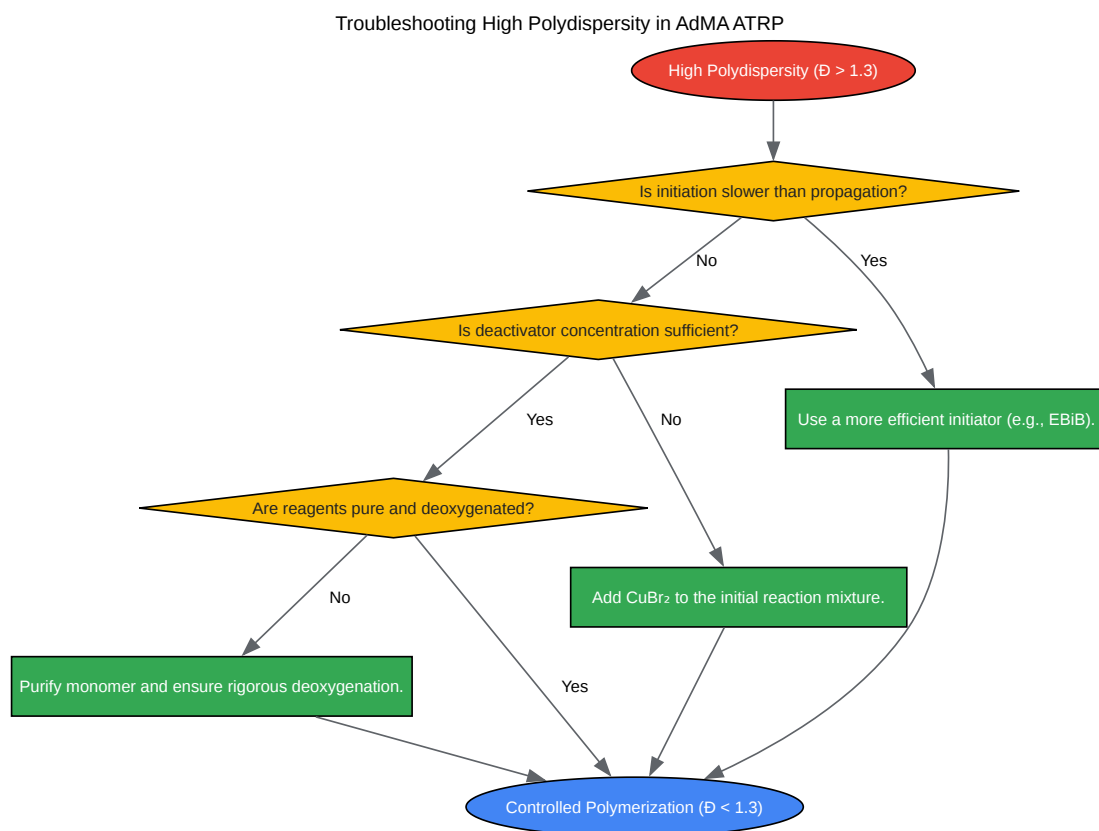 Troubleshooting High Polydispersity in AdMA ATRP
High Polydispersity (Đ > 1.3)
Is initiation slower than propagation?
No
Yes
Is deactivator concentration sufficient?
Use a more efficient initiator (e.g., EBiB).
Yes
No
Are reagents pure and deoxygenated?
Add CuBr₂ to the initial reaction mixture.
No
Purify monomer and ensure rigorous deoxygenation.
Yes
Controlled Polymerization (Đ < 1.3)